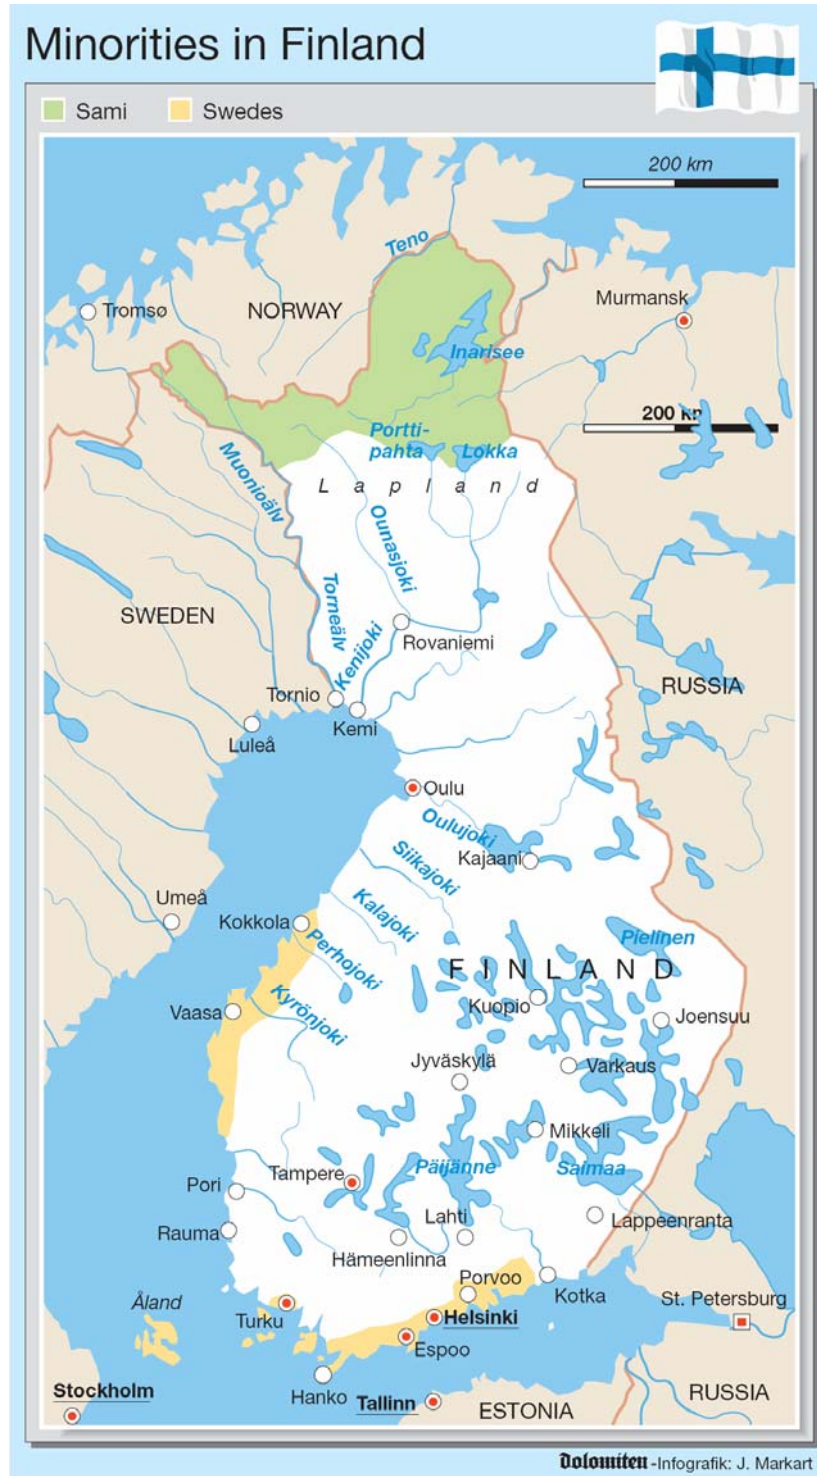 Minorities in Finland
Sami
Swedes
200 km
Teno
Tromsø
NORWAY
Murmansk
Inarisee
200 km
Portti-
pahta
Lokka
Muonioälv
Lapland
Ounasjoki
Torneälv
SWEDEN
Kenijoki
Rovaniemi
RUSSIA
Tornio
Kemi
Luleå
Oulu
Oulujoki
Siikajoki
Kajaani
Kalajoki
Umeå
Kokkola
Perhojoki
Pielinen
FINLAND
Kyrönjoki
Vaasa
Kuopio
Joensuu
Jyväskylä
Varkaus
Mikkeli
Tampere
Päijänne
Saimaa
Pori
Lahti
Lappeenranta
Rauma
Hämeenlinna
Porvoo
Kotka
Åland
Turku
Helsinki
St. Petersburg
Espoo
Stockholm
Hanko
Tallinn
ESTONIA
RUSSIA
Dolomiten -Infografik: J. Markart